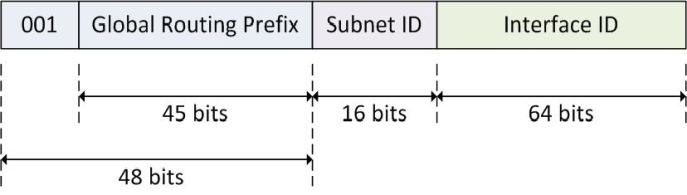 001 Global Routing Prefix Subnet ID Interface ID
45 bits 16 bits 64 bits
48 bits